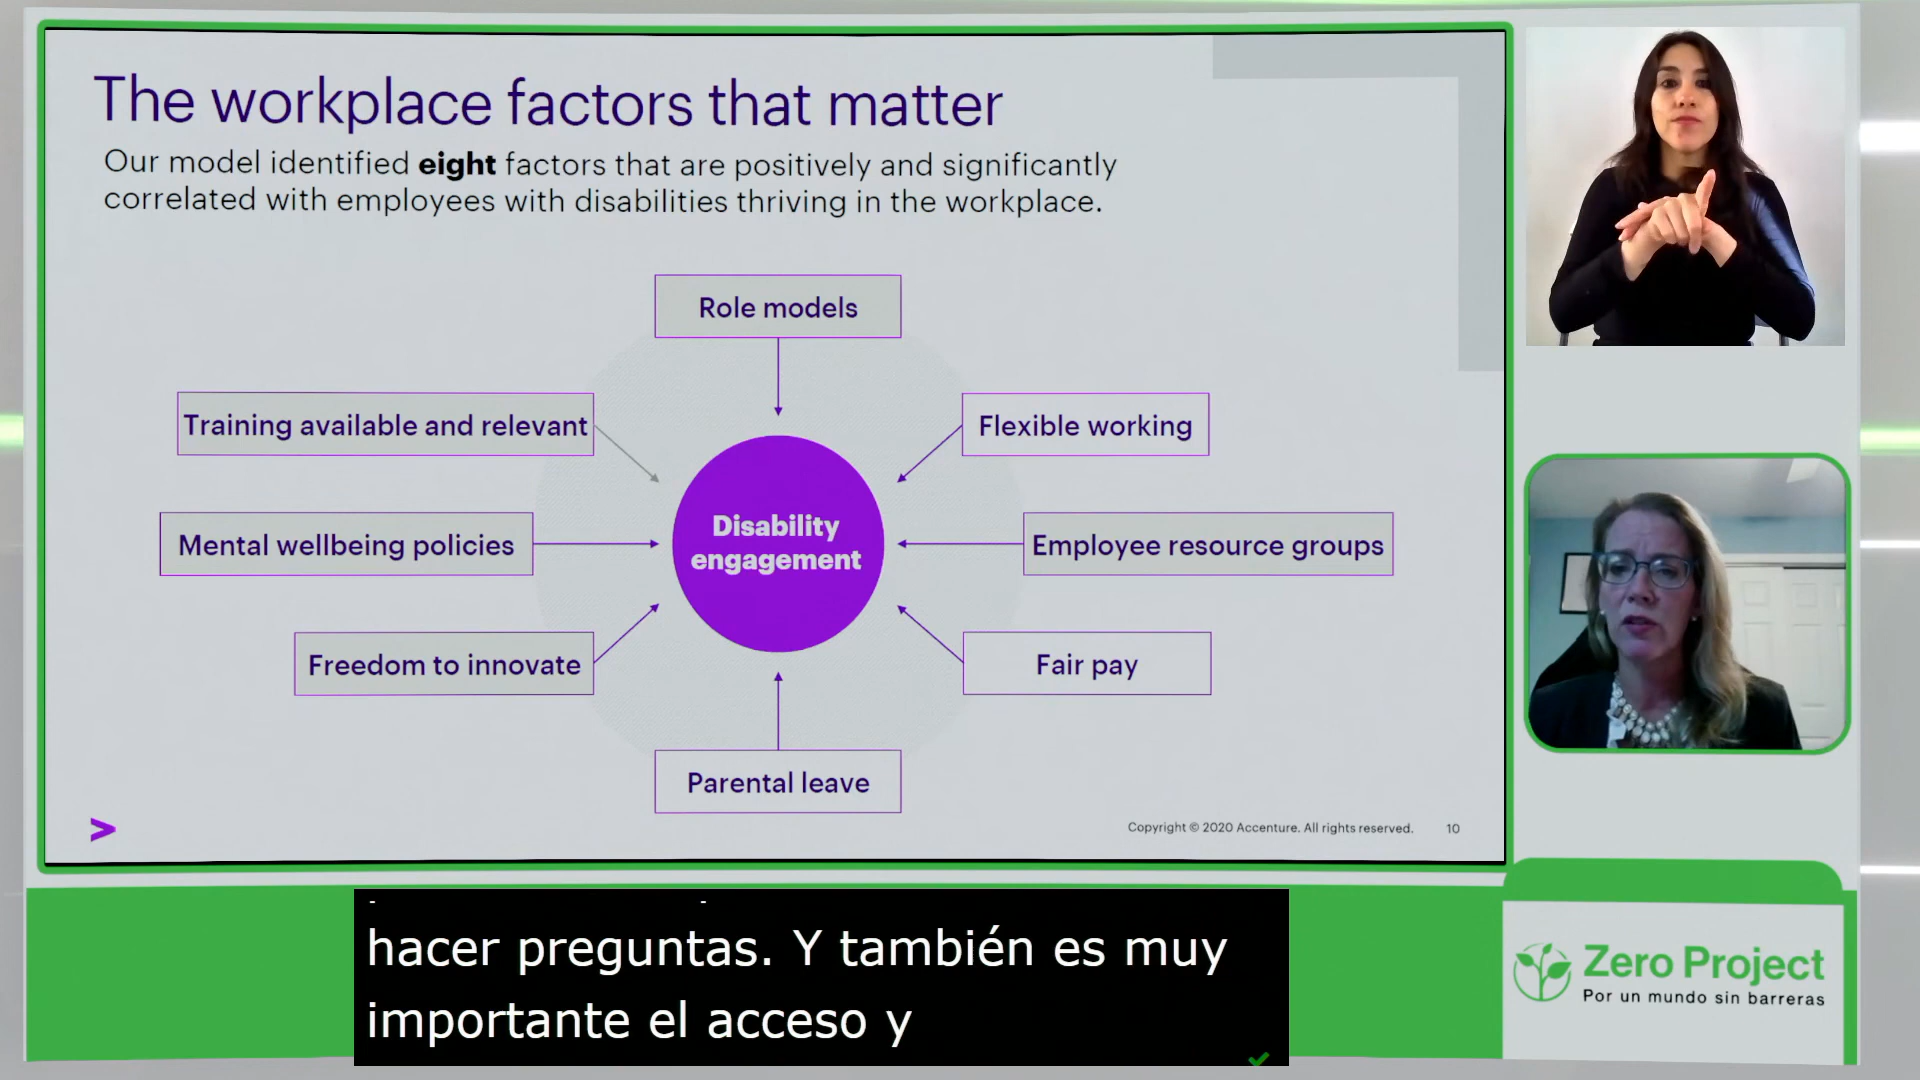 The workplace factors that matter
Our model identified eight factors that are positively and significantly
correlated with employees with disabilities thriving in the workplace.
Role models
Training available and relevant
Flexible working
Mental wellbeing policies
Disability
engagement
Employee resource groups
Freedom to innovate
Fair pay
Parental leave
>
Copyright © 2020 Accenture. All rights reserved.
10
hacer preguntas. Y también es muy
importante el acceso y
Zero Project
Por un mundo sin barreras